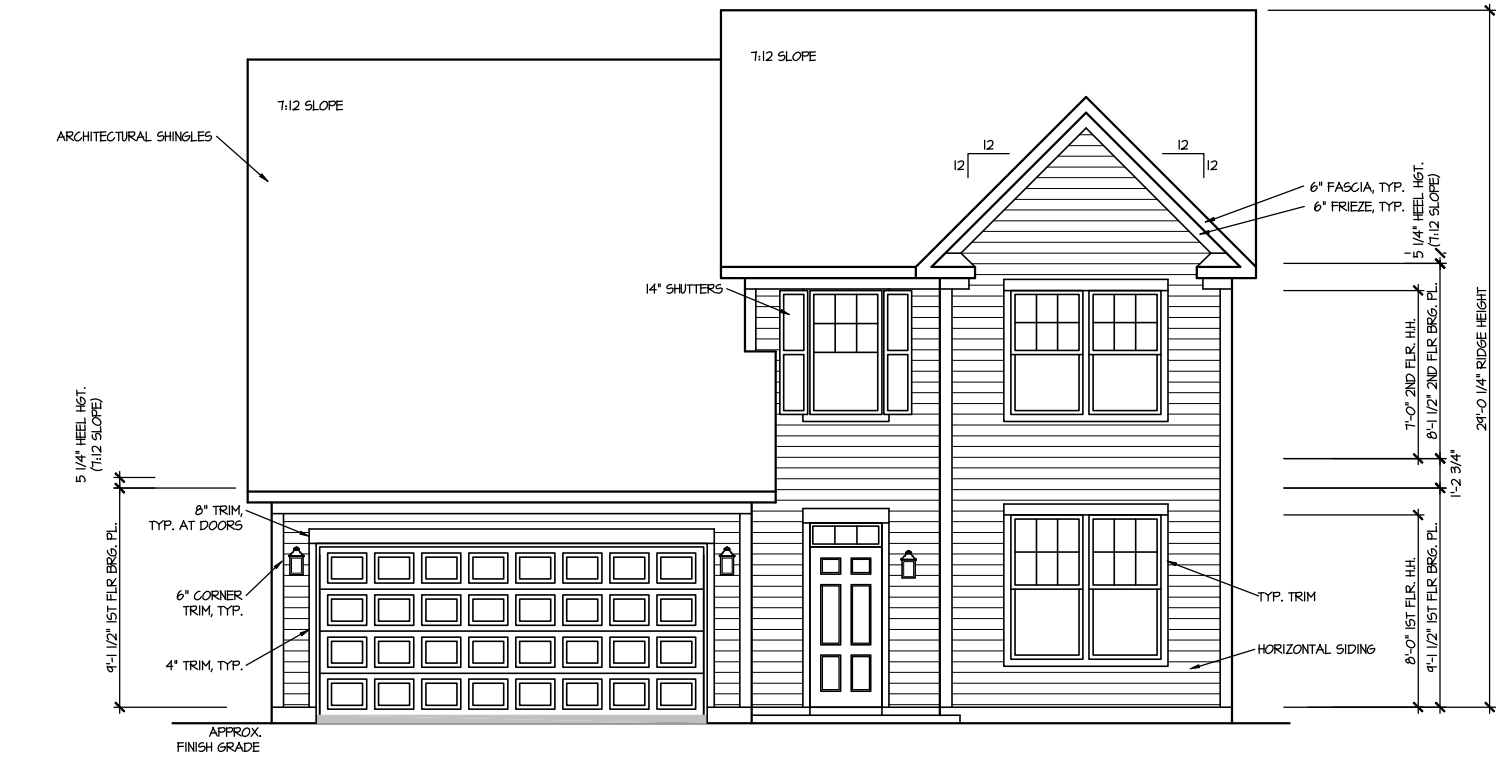 7:12 SLOPE
7:12 SLOPE
ARCHITECTURAL SHINGLES
12
12
12
12
6" FASCIA, TYP.
6" FRIEZE, TYP.
5 1/4" HEEL HGT.
(7:12 SLOPE)
14" SHUTTERS
7'-0" 2ND FLR. H.H.
8'-1 1/2" 2ND FLR BRG. PL.
29'-0 1/4" RIDGE HEIGHT
1'-2 3/4"
5 1/4" HEEL HGT.
(7:12 SLOPE)
8" TRIM,
TYP. AT DOORS
9'-1 1/2" 1ST FLR BRG. PL.
6" CORNER
TRIM, TYP.
4" TRIM, TYP.
TYP. TRIM
HORIZONTAL SIDING
8'-0" 1ST FLR. H.H.
9'-1 1/2" 1ST FLR BRG. PL.
APPROX.
FINISH GRADE